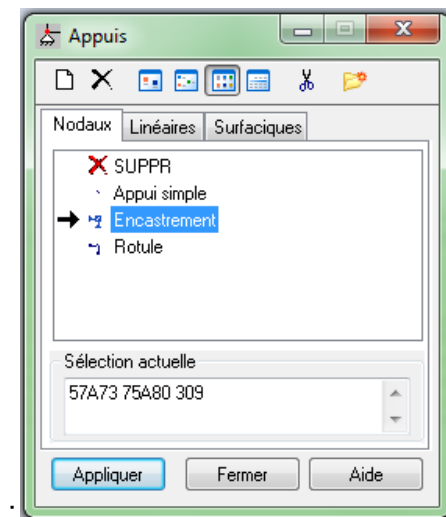 Appuis
Nodaux Linéaires Surfaciques
SUPPR
Appui simple
Encastrement
Rotule
Sélection actuelle
57A73 75A80 309
Appliquer Fermer Aide
.